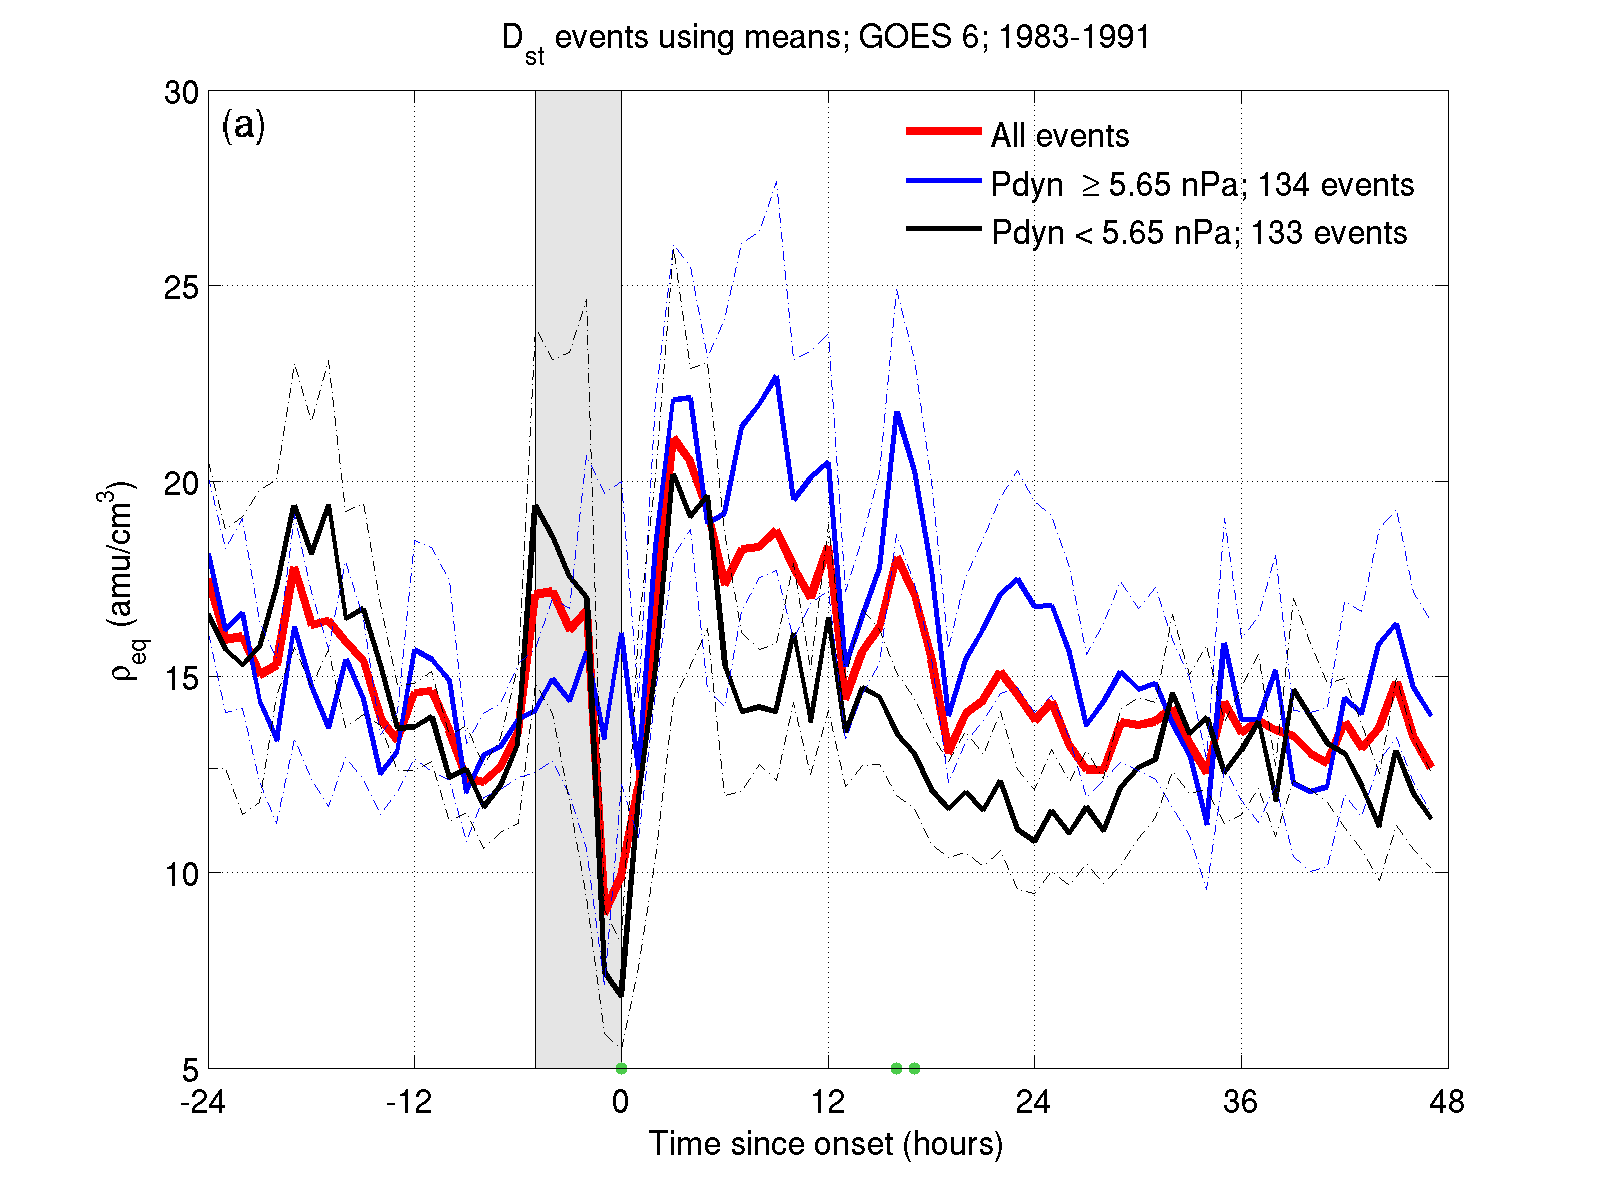 D_st events using means; GOES 6; 1983-1991
(a)
All events
Pdyn ≥ 5.65 nPa; 134 events
Pdyn < 5.65 nPa; 133 events
30
25
20
15
10
5
ρ_eq (amu/cm³)
-24 -12 0 12 24 36 48
Time since onset (hours)